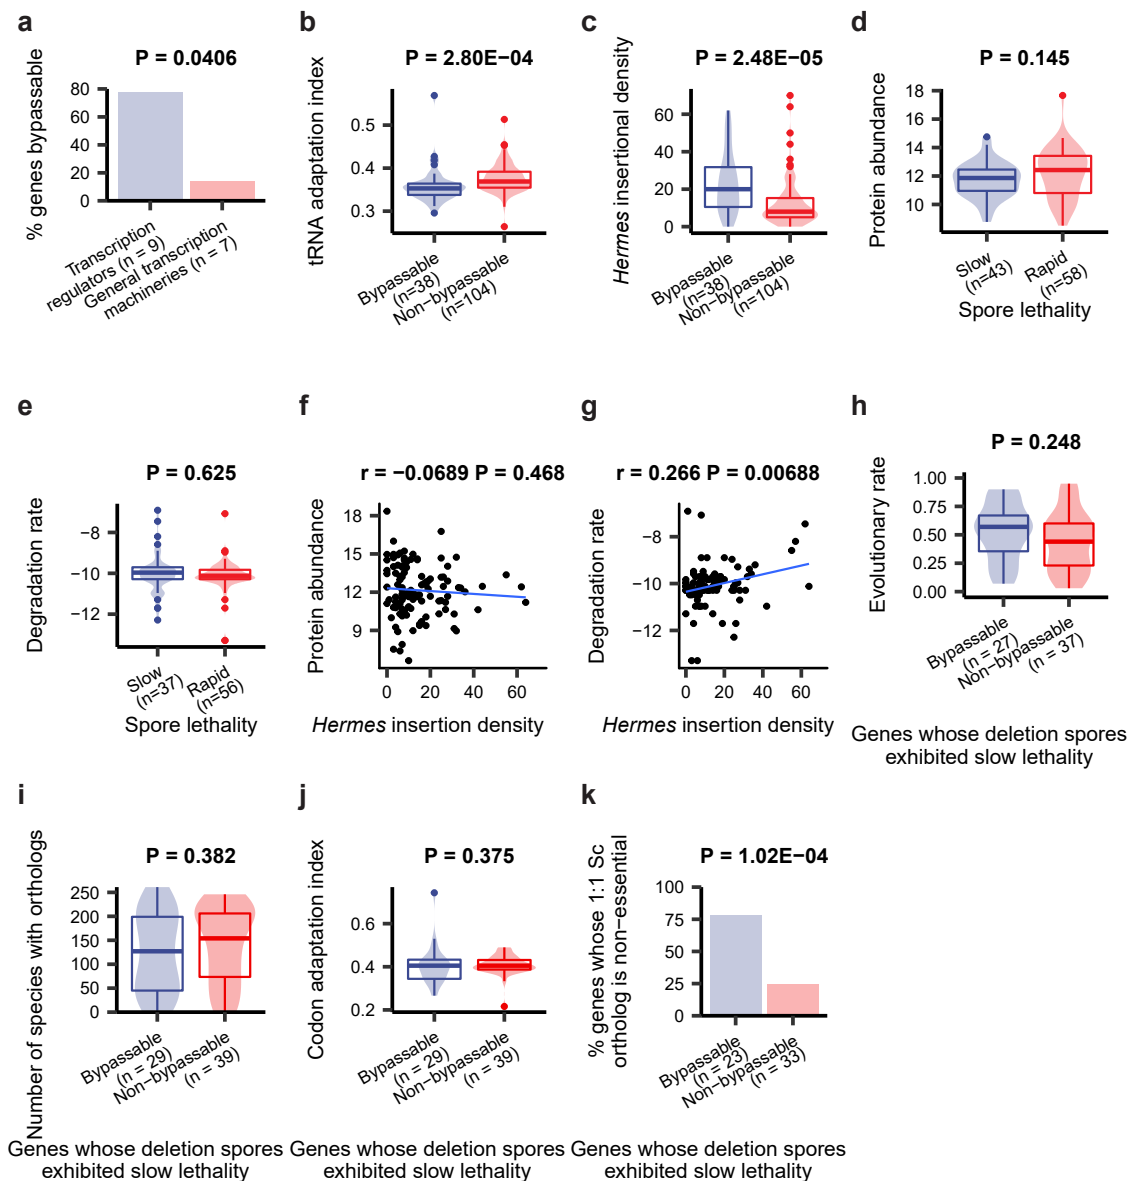 a
P = 0.0406
% genes bypassable
80
60
40
20
0
Transcription
regulators (n = 9)
General transcription
machineries (n = 7)
b
P = 2.80E−04
tRNA adaptation index
0.5
0.4
0.3
Bypassable
(n=38)
Non−bypassable
(n=104)
c
P = 2.48E−05
Hermes insertional density
60
40
20
0
Bypassable
(n=38)
Non−bypassable
(n=104)
d
P = 0.145
Protein abundance
18
16
14
12
10
Slow
(n=43)
Rapid
(n=58)
Spore lethality
e
P = 0.625
Degradation rate
−8
−10
−12
Slow
(n=37)
Rapid
(n=56)
Spore lethality
f
r = −0.0689 P = 0.468
Protein abundance
18
15
12
9
0 20 40 60
Hermes insertion density
g
r = 0.266 P = 0.00688
Degradation rate
−8
−10
−12
0 20 40 60
Hermes insertion density
h
P = 0.248
Evolutionary rate
1.00
0.75
0.50
0.25
0.00
Bypassable
(n = 27)
Non−bypassable
(n = 37)
Genes whose deletion spores
exhibited slow lethality
i
P = 0.382
Number of species with orthologs
250
200
150
100
50
0
Bypassable
(n = 29)
Non−bypassable
(n = 39)
Genes whose deletion spores
exhibited slow lethality
j
P = 0.375
Codon adaptation index
0.6
0.4
0.2
Bypassable
(n = 29)
Non−bypassable
(n = 39)
Genes whose deletion spores
exhibited slow lethality
k
P = 1.02E−04
% genes whose 1:1 Sc
ortholog is non−essential
100
75
50
25
0
Bypassable
(n = 23)
Non−bypassable
(n = 33)
Genes whose deletion spores
exhibited slow lethality